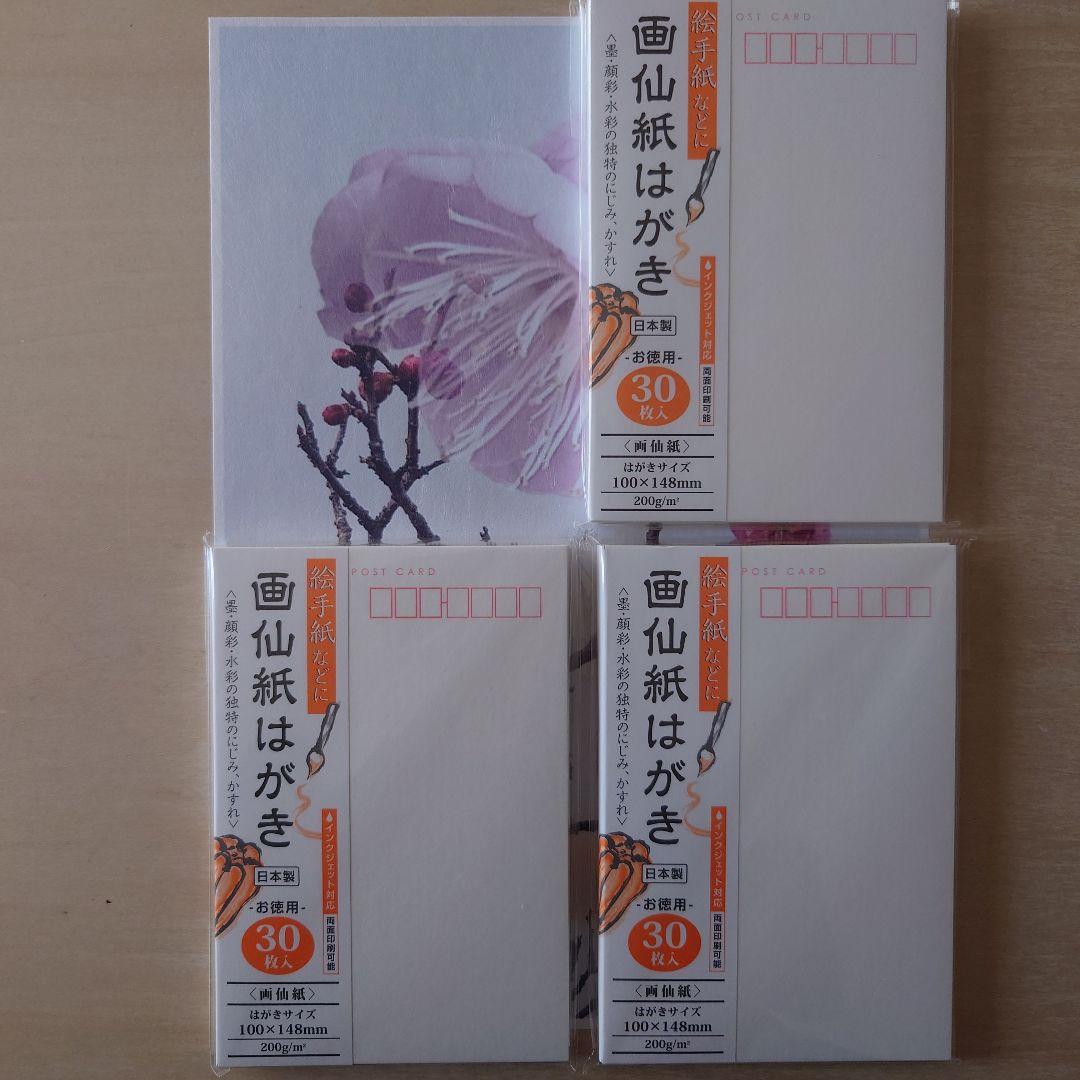 絵手紙などに
画仙紙はがき
<墨・顔彩・水彩の独特のにじみ、かすれ>
インクジェット対応
両面印刷可能
日本製
-お徳用-
30
枚入
〈画仙紙〉
はがきサイズ
100×148mm
200g/m²
OST CARD
絵手紙などに
画仙紙はがき
<墨・顔彩・水彩の独特のにじみ、かすれ>
インクジェット対応
両面印刷可能
日本製
-お徳用-
30
枚入
〈画仙紙〉
はがきサイズ
100×148mm
200g/m²
POST CARD
絵手紙などに
画仙紙はがき
<墨・顔彩・水彩の独特のにじみ、かすれ>
インクジェット対応
両面印刷可能
日本製
-お徳用-
30
枚入
〈画仙紙〉
はがきサイズ
100×148mm
200g/m²
POST CARD